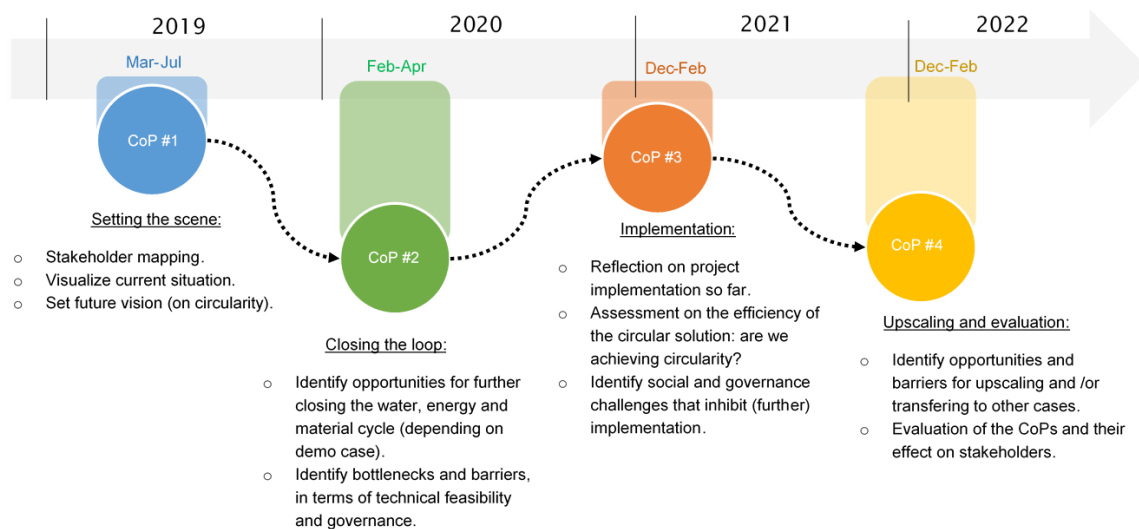 2019
2020
2021
2022
Mar-Jul
Feb-Apr
Dec-Feb
Dec-Feb
CoP #1
Setting the scene:
o Stakeholder mapping.
o Visualize current situation.
o Set future vision (on circularity).
CoP #2
Closing the loop:
o Identify opportunities for further
closing the water, energy and
material cycle (depending on
demo case).
o Identify bottlenecks and barriers,
in terms of technical feasibility
and governance.
CoP #3
Implementation:
o Reflection on project
implementation so far.
o Assessment on the efficiency of
the circular solution: are we
achieving circularity?
o Identify social and governance
challenges that inhibit (further)
implementation.
CoP #4
Upscaling and evaluation:
o Identify opportunities and
barriers for upscaling and /or
transfering to other cases.
o Evaluation of the CoPs and their
effect on stakeholders.